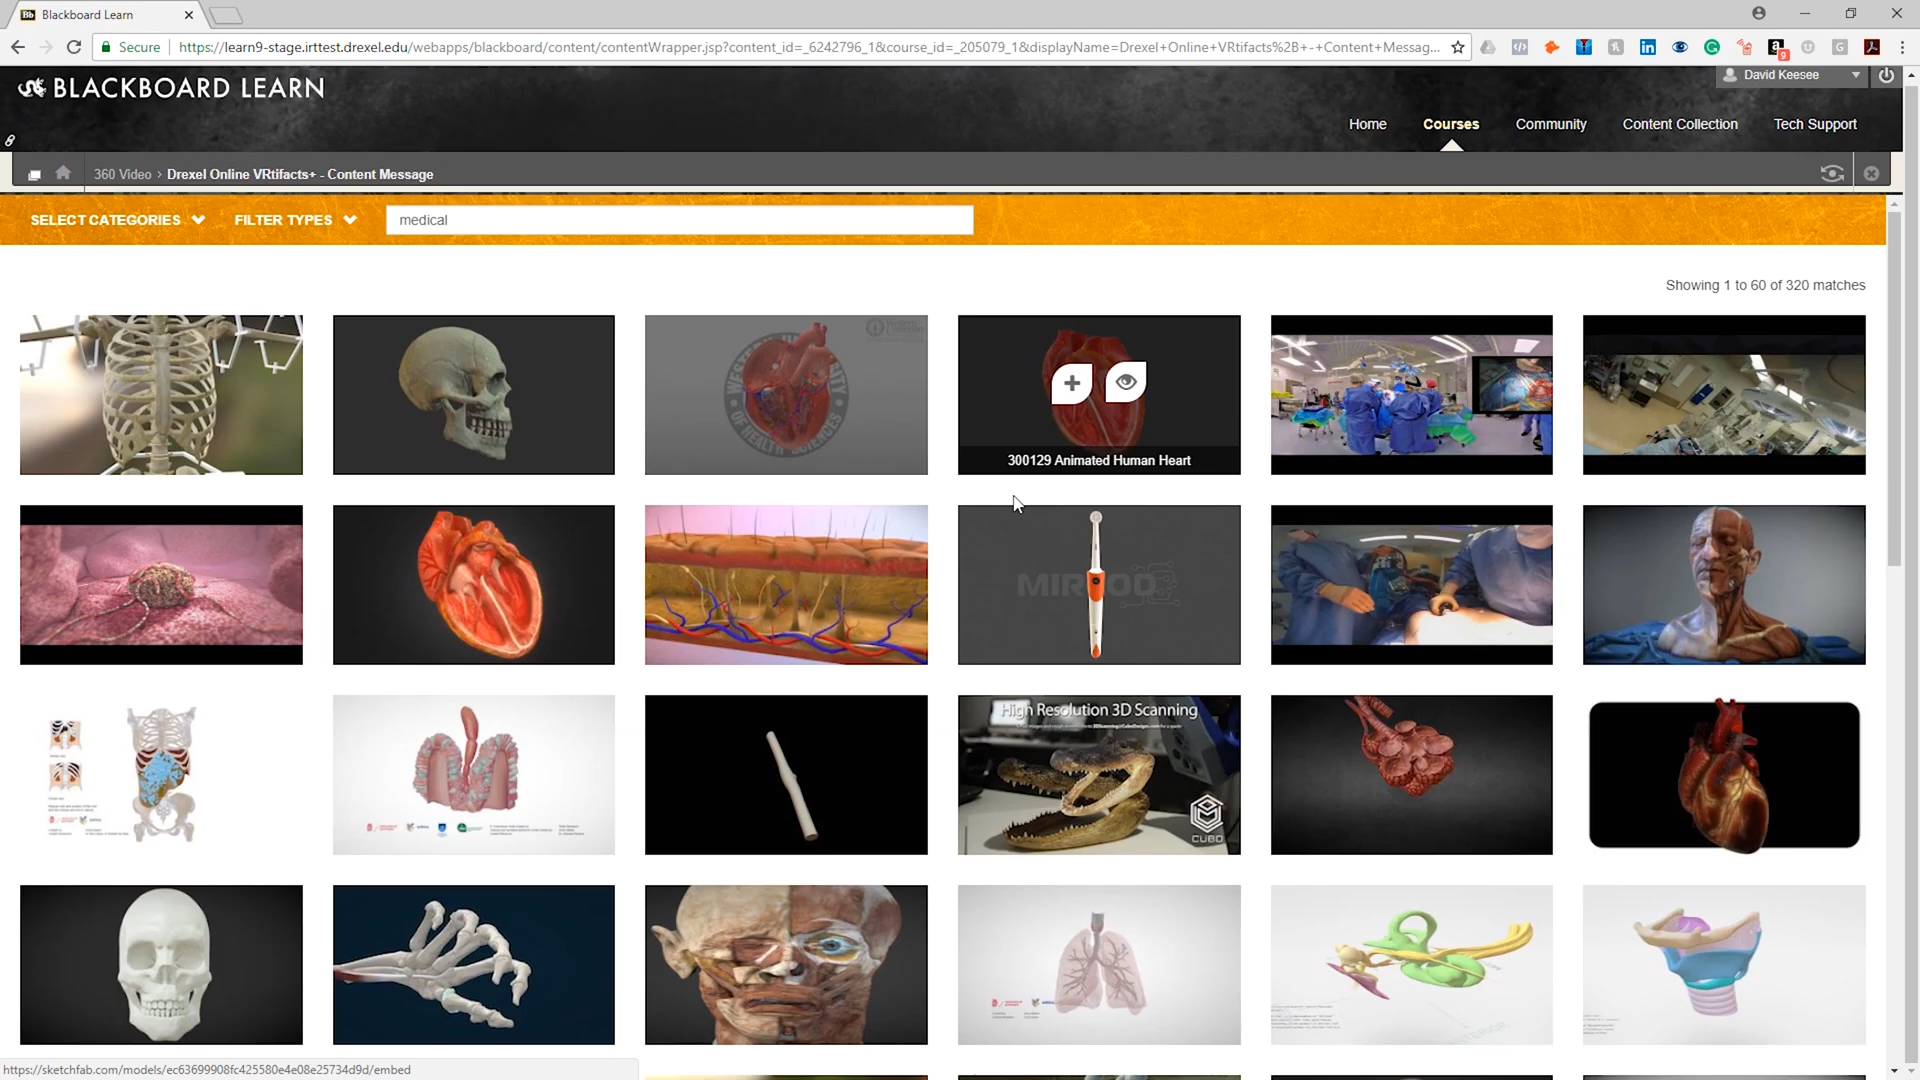 Blackboard Learn
Secure
https://learn9-stage.irttest.drexel.edu/webapps/blackboard/content/contentWrapper.jsp?content_id=_6242796_1&course_id=_205079_1&displayName=Drexel+Online+VRtifacts%2B+-+Content+Messag...
BLACKBOARD LEARN
David Keesee
Home
Courses
Community
Content Collection
Tech Support
360 Video > Drexel Online VRtifacts+ - Content Message
SELECT CATEGORIES
FILTER TYPES
medical
Showing 1 to 60 of 320 matches
300129 Animated Human Heart
High Resolution 3D Scanning
CUBO
https://sketchfab.com/models/ec63699908fc425580e4e08e25734d9d/embed